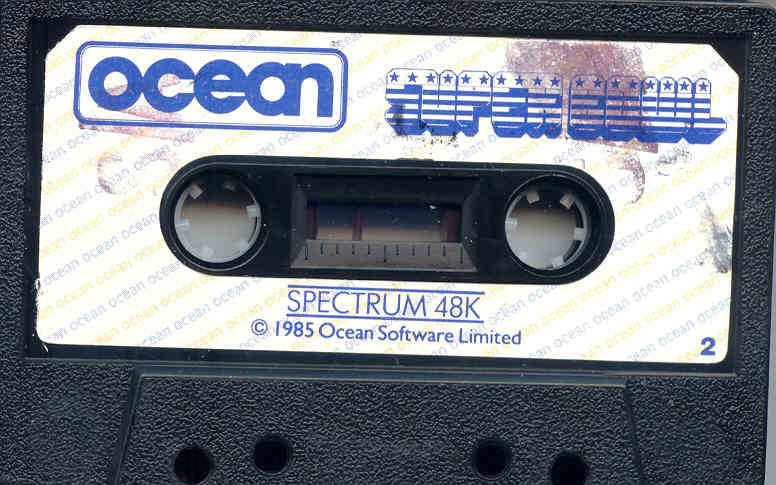 ocean
SUPER BOWL
SPECTRUM 48K
© 1985 Ocean Software Limited
2